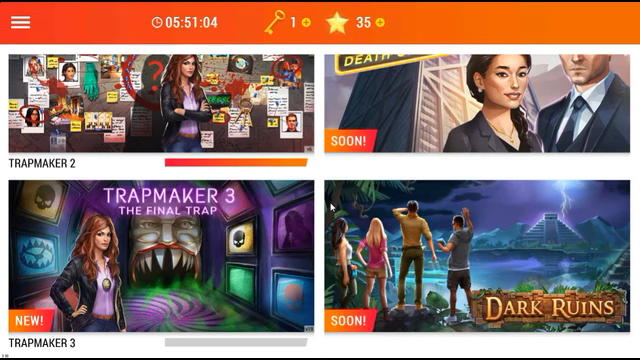 05:51:04
1
35
DEATH
SOON!
TRAPMAKER 2
TRAPMAKER 3
THE FINAL TRAP
NEW!
TRAPMAKER 3
SOON!
DARK RUINS